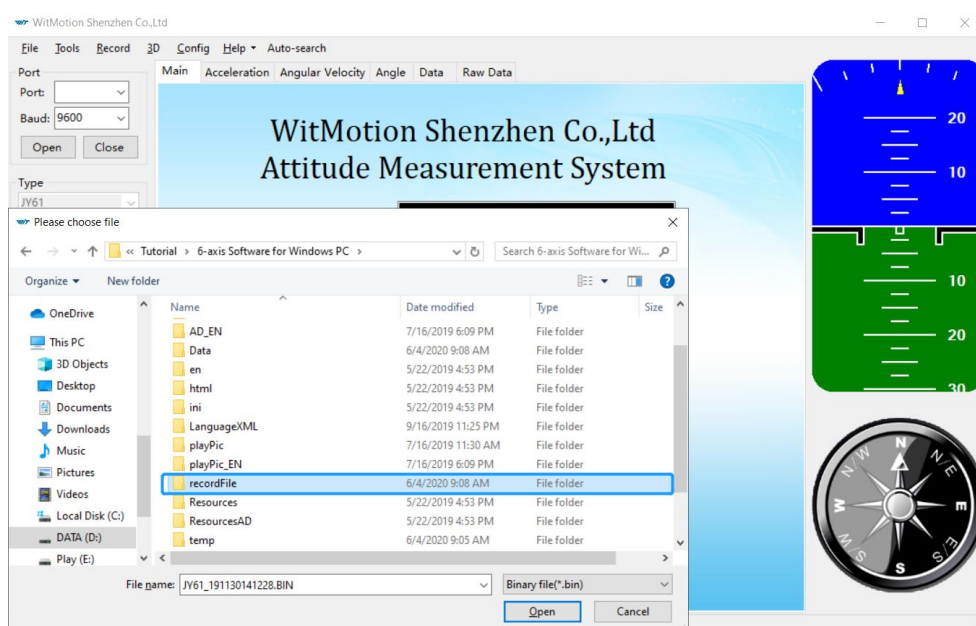 WitMotion Shenzhen Co.,Ltd
File Tools Record 3D Config Help Auto-search
Port
Port:
Baud: 9600
Open Close
Type
JY61
Main Acceleration Angular Velocity Angle Data Raw Data
WitMotion Shenzhen Co.,Ltd
Attitude Measurement System
20
10
10
20
30
N
N/E
E
S/E
S
W/S
W
N/W
Please choose file
« Tutorial > 6-axis Software for Windows PC >
Search 6-axis Software for Wi...
Organize New folder
OneDrive
This PC
3D Objects
Desktop
Documents
Downloads
Music
Pictures
Videos
Local Disk (C:)
DATA (D:)
Play (E:)
Name Date modified Type Size
AD_EN 7/16/2019 6:09 PM File folder
Data 6/4/2020 9:08 AM File folder
en 5/22/2019 4:53 PM File folder
html 5/22/2019 4:53 PM File folder
ini 5/22/2019 4:53 PM File folder
LanguageXML 9/16/2019 11:25 PM File folder
playPic 7/16/2019 11:30 AM File folder
playPic_EN 7/16/2019 6:09 PM File folder
recordFile 6/4/2020 9:08 AM File folder
Resources 5/22/2019 4:53 PM File folder
ResourcesAD 5/22/2019 4:53 PM File folder
temp 6/4/2020 9:05 AM File folder
File name: JY61_191130141228.BIN Binary file(*.bin)
Open Cancel